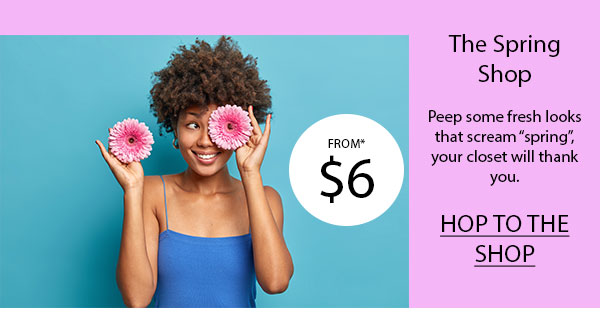 FROM*
$6
The Spring
Shop
Peep some fresh looks
that scream “spring”,
your closet will thank
you.
HOP TO THE
SHOP